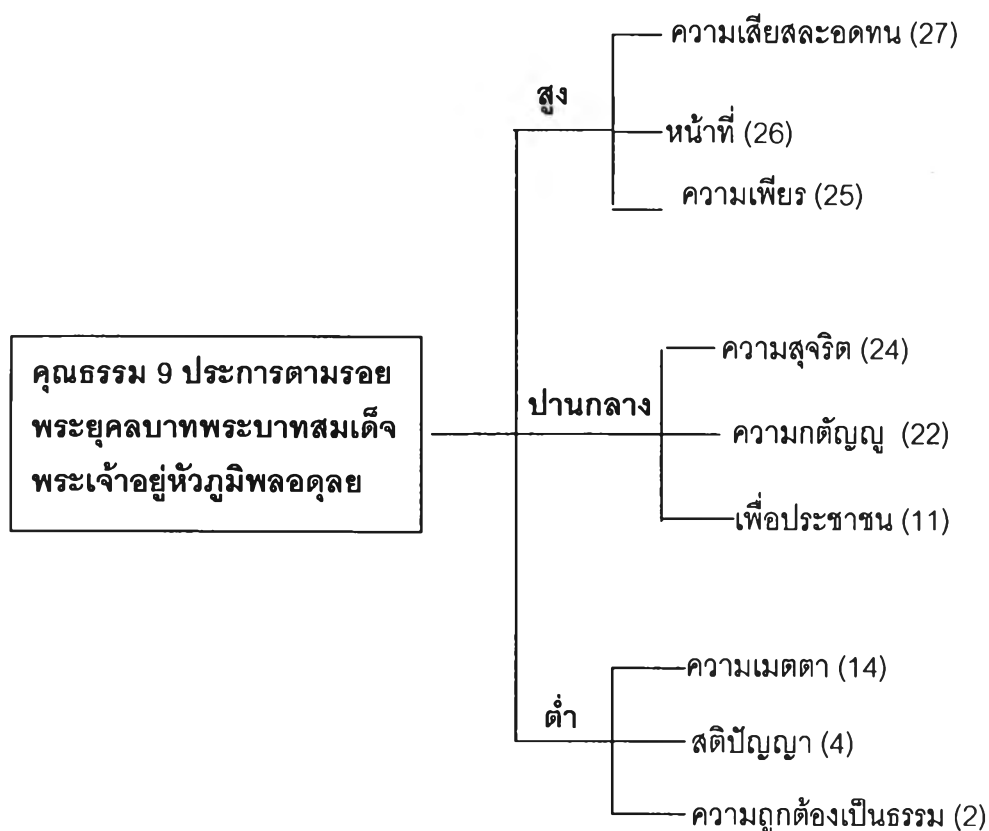 ความเสียสละอดทน (27)
สูง
หน้าที่ (26)
ความเพียร (25)
คุณธรรม 9 ประการตามรอย
พระยุคลบาทพระบาทสมเด็จ
พระเจ้าอยู่หัวภูมิพลอดุลย
ความสุจริต (24)
ปานกลาง
ความกตัญญู (22)
เพื่อประชาชน (11)
ความเมตตา (14)
ต่ำ
สติปัญญา (4)
ความถูกต้องเป็นธรรม (2)